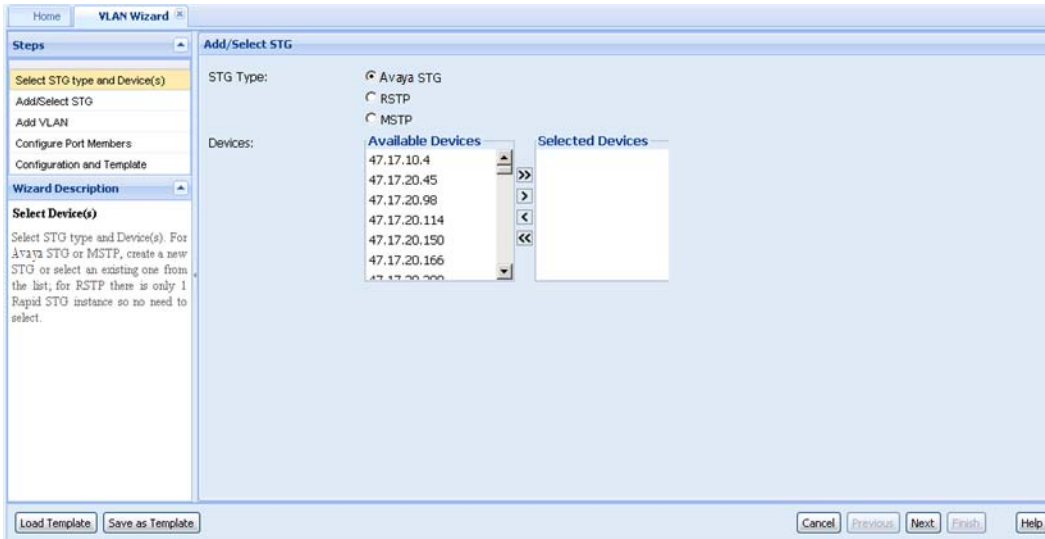 Home
VLAN Wizard
Steps
Select STG type and Device(s)
Add/Select STG
Add VLAN
Configure Port Members
Configuration and Template
Wizard Description
Select Device(s)
Select STG type and Device(s). For
Avaya STG or MSTP, create a new
STG or select an existing one from
the list; for RSTP there is only 1
Rapid STG instance so no need to
select.
Add/Select STG
STG Type:
Avaya STG
RSTP
MSTP
Devices:
Available Devices
47.17.10.4
47.17.20.45
47.17.20.98
47.17.20.114
47.17.20.150
47.17.20.166
47.17.20.200
>>
>
<
<<
Selected Devices
Load Template
Save as Template
Cancel
Previous
Next
Finish
Help